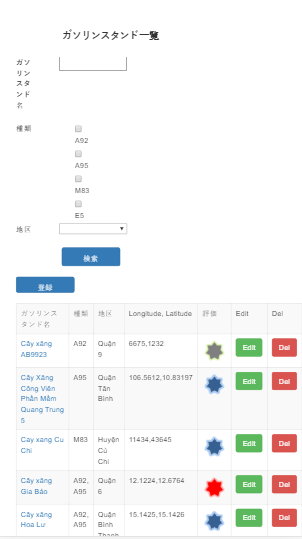 ガソリンスタンド一覧
ガソ
リン
スタ
ンド
名
種類
A92
A95
M83
E5
地区
検索
登録
ガソリンス
タンド名
種類
地区
Longitude, Latitude
評価
Edit
Del
Cây xăng
AB9923
A92
Quận
9
6675,1232
Edit
Del
Cây Xăng
Công Viên
Phần Mềm
Quang Trung
5
A95
Quận
Tân
Bình
106.5612,10.83197
Edit
Del
Cay xang Cu
Chi
M83
Huyện
Củ
Chi
11434,43645
Edit
Del
Cây xăng
Gia Bảo
A92,
A95
Quận
6
12.1224,12.6764
Edit
Del
Cây xăng
Hoa Lư
A92,
A95
Quận
Bình
Thạnh
15.1425,15.1426
Edit
Del